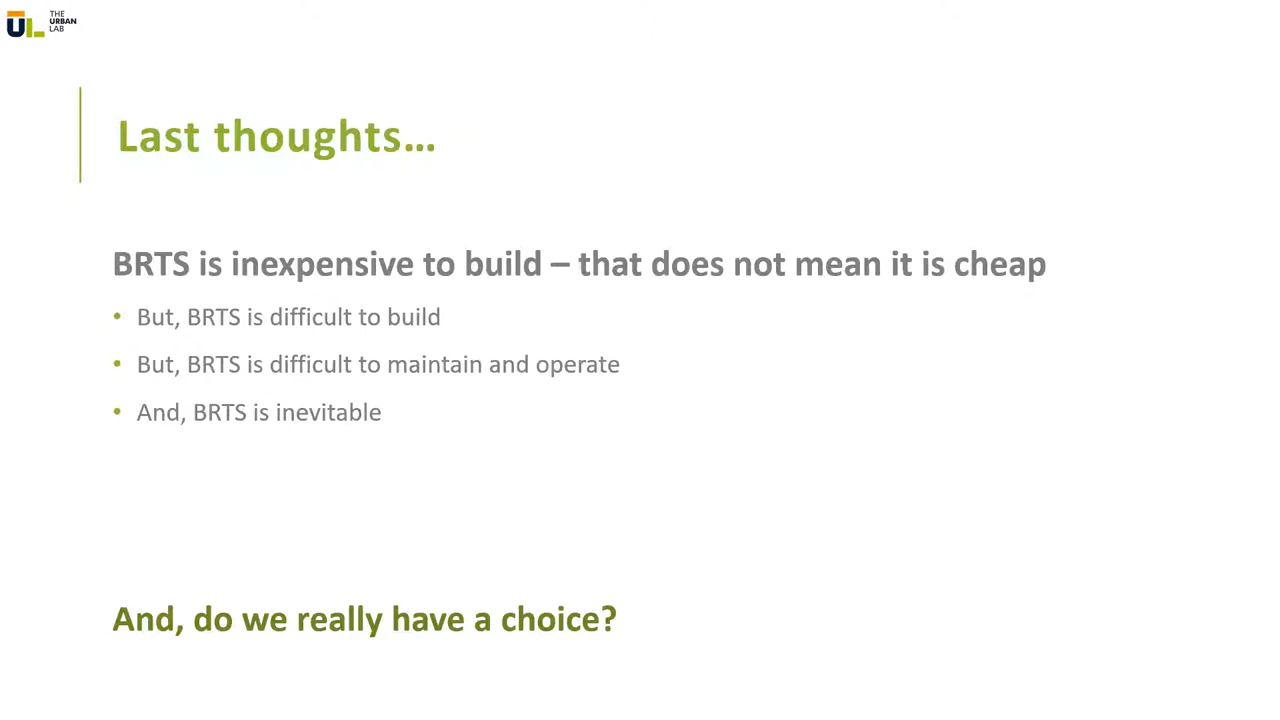 THE
URBAN
LAB
UL
Last thoughts…
BRTS is inexpensive to build – that does not mean it is cheap
• But, BRTS is difficult to build
• But, BRTS is difficult to maintain and operate
• And, BRTS is inevitable
And, do we really have a choice?